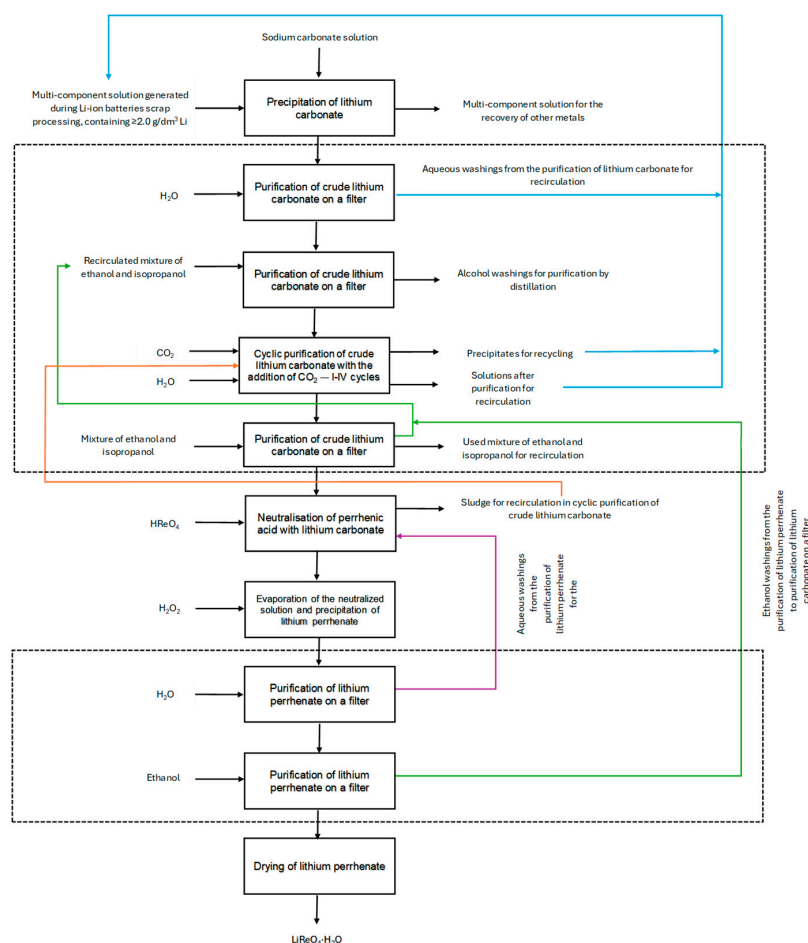 Sodium carbonate solution
Multi-component solution generated
during Li-ion batteries scrap
processing, containing ≥2.0 g/dm³ Li
Precipitation of lithium
carbonate
Multi-component solution for the
recovery of other metals
H₂O
Purification of crude lithium
carbonate on a filter
Aqueous washings from the purification of lithium carbonate for
recirculation
Recirculated mixture of
ethanol and isopropanol
Purification of crude lithium
carbonate on a filter
Alcohol washings for purification by
distillation
CO₂
H₂O
Cyclic purification of crude
lithium carbonate with the
addition of CO₂ — I-IV cycles
Precipitates for recycling
Solutions after
purification for
recirculation
Mixture of ethanol and
isopropanol
Purification of crude lithium
carbonate on a filter
Used mixture of ethanol and
isopropanol for recirculation
HReO₄
Neutralisation of perrhenic
acid with lithium carbonate
Sludge for recirculation in cyclic purification of
crude lithium carbonate
H₂O₂
Evaporation of the neutralized
solution and precipitation of
lithium perrhenate
Aqueous washings
from the
purification of
lithium perrhenate
for the
Ethanol washings from the
purification of lithium perrhenate
to purification of lithium
carbonate on a filter
H₂O
Purification of lithium
perrhenate on a filter
Ethanol
Purification of lithium
perrhenate on a filter
Drying of lithium perrhenate
LiReO₄·H₂O